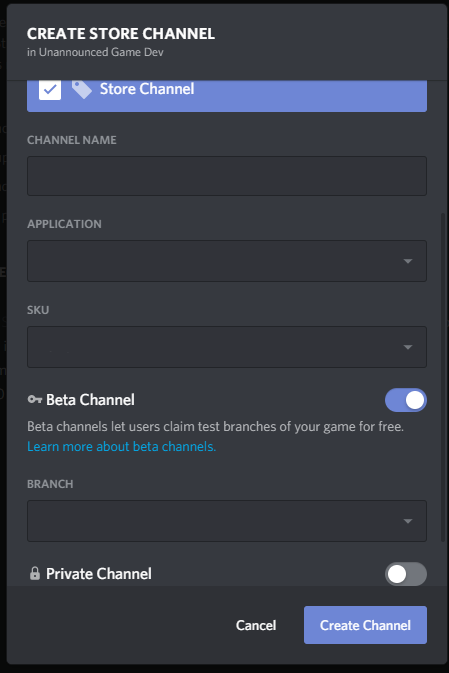 CREATE STORE CHANNEL
in Unannounced Game Dev
Store Channel
CHANNEL NAME
APPLICATION
SKU
Beta Channel
Beta channels let users claim test branches of your game for free.
Learn more about beta channels.
BRANCH
Private Channel
Cancel
Create Channel